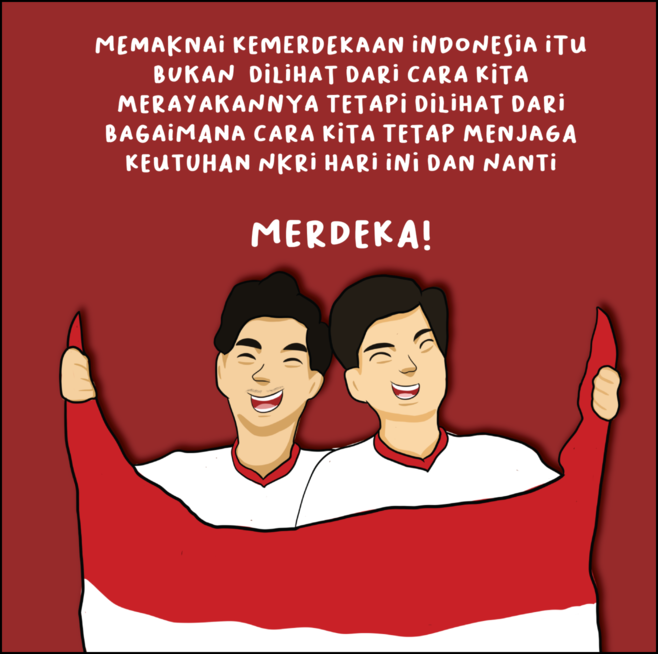 MEMAKNAI KEMERDEKAAN INDONESIA ITU
BUKAN DILIHAT DARI CARA KITA
MERAYAKANNYA TETAPI DILIHAT DARI
BAGAIMANA CARA KITA TETAP MENJAGA
KEUTUHAN NKRI HARI INI DAN NANTI
MERDEKA!